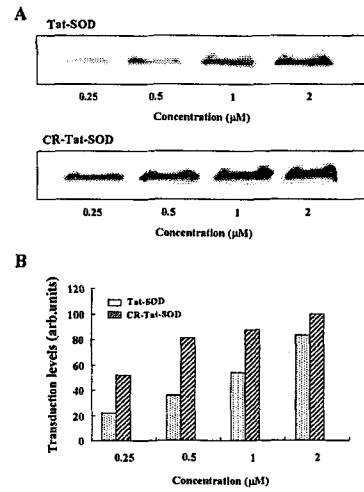 A
Tat-SOD
0.25 0.5 1 2
Concentration (μM)
CR-Tat-SOD
0.25 0.5 1 2
Concentration (μM)
B
Transduction levels (arb.units)
120
100
80
60
40
20
0
Tat-SOD
CR-Tat-SOD
0.25 0.5 1 2
Concentration (μM)